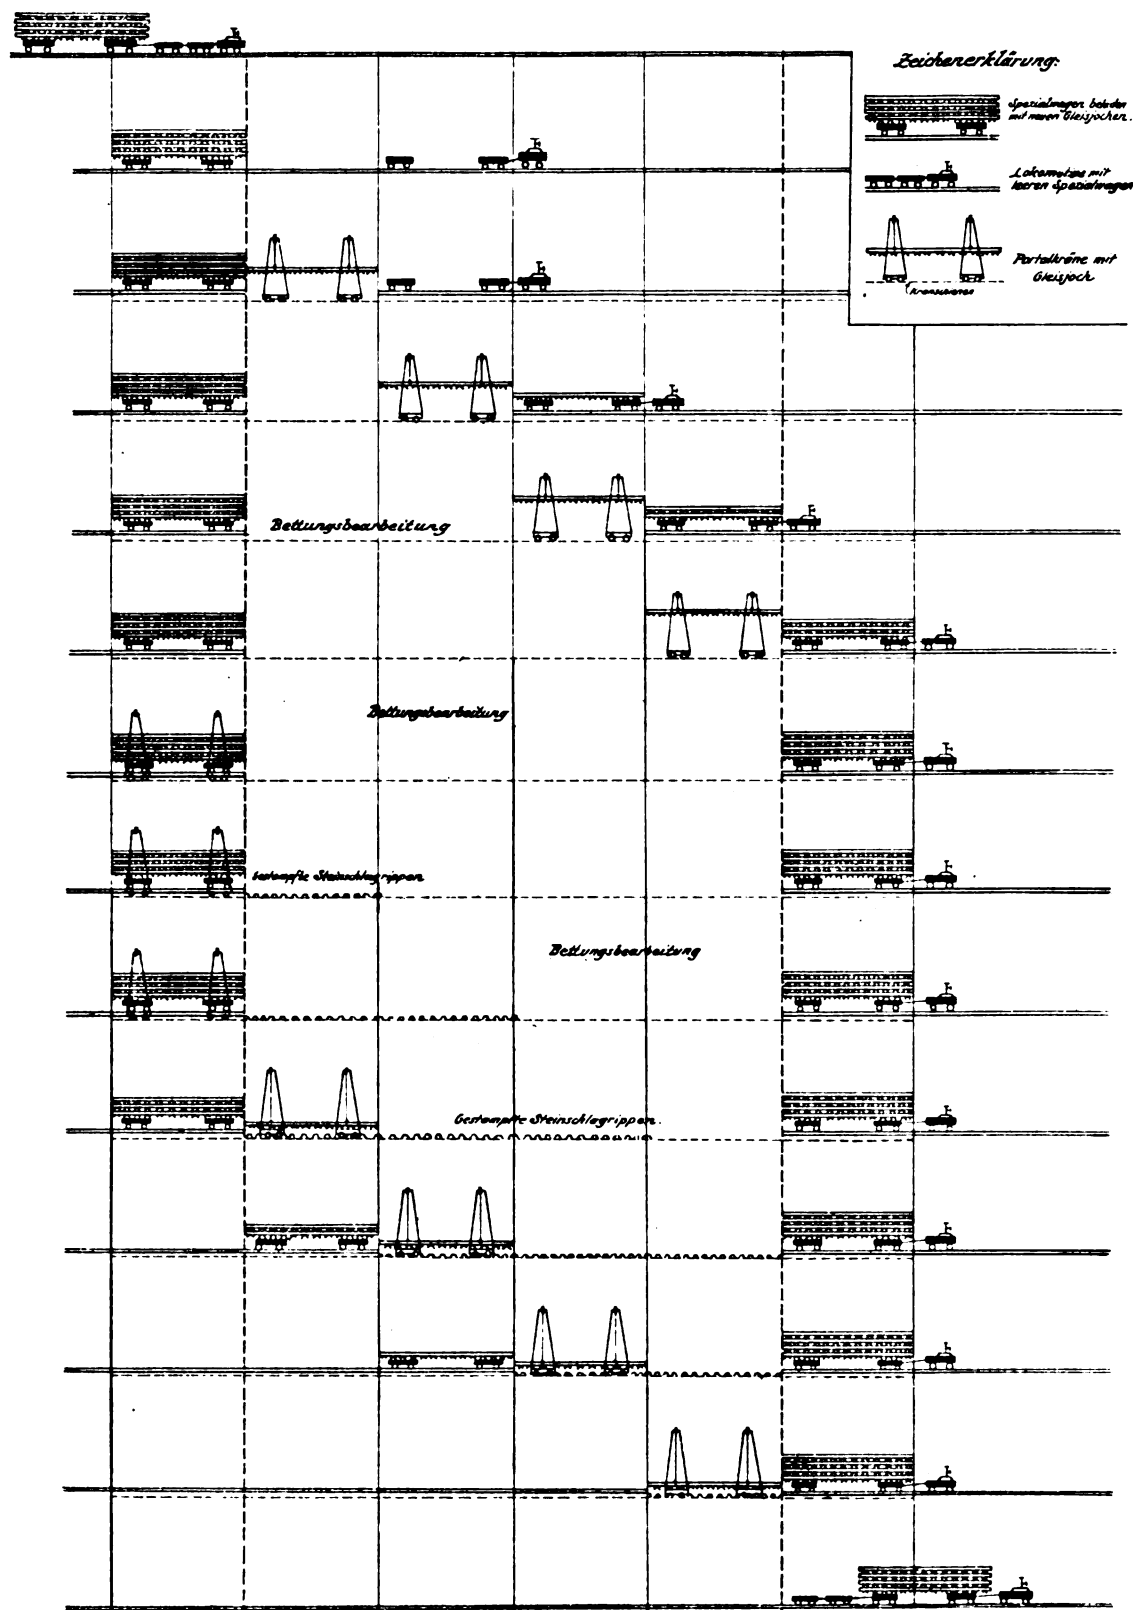 Zeichenerklärung:
Spezialwagen beladen
mit neuen Gleisjochen.
Lokomotive mit
leeren Spezialwagen
Portalkräne mit
Gleisjoch
Kranschienen
Bettungsbearbeitung
Bettungsbearbeitung
Gestampfte Steinschlagrippen
Bettungsbearbeitung
Gestampfte Steinschlagrippen.